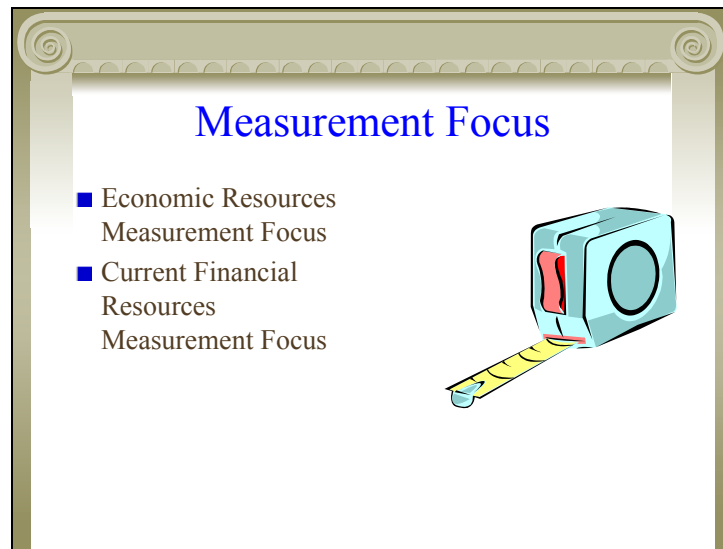 Measurement Focus
Economic Resources
Measurement Focus
Current Financial
Resources
Measurement Focus